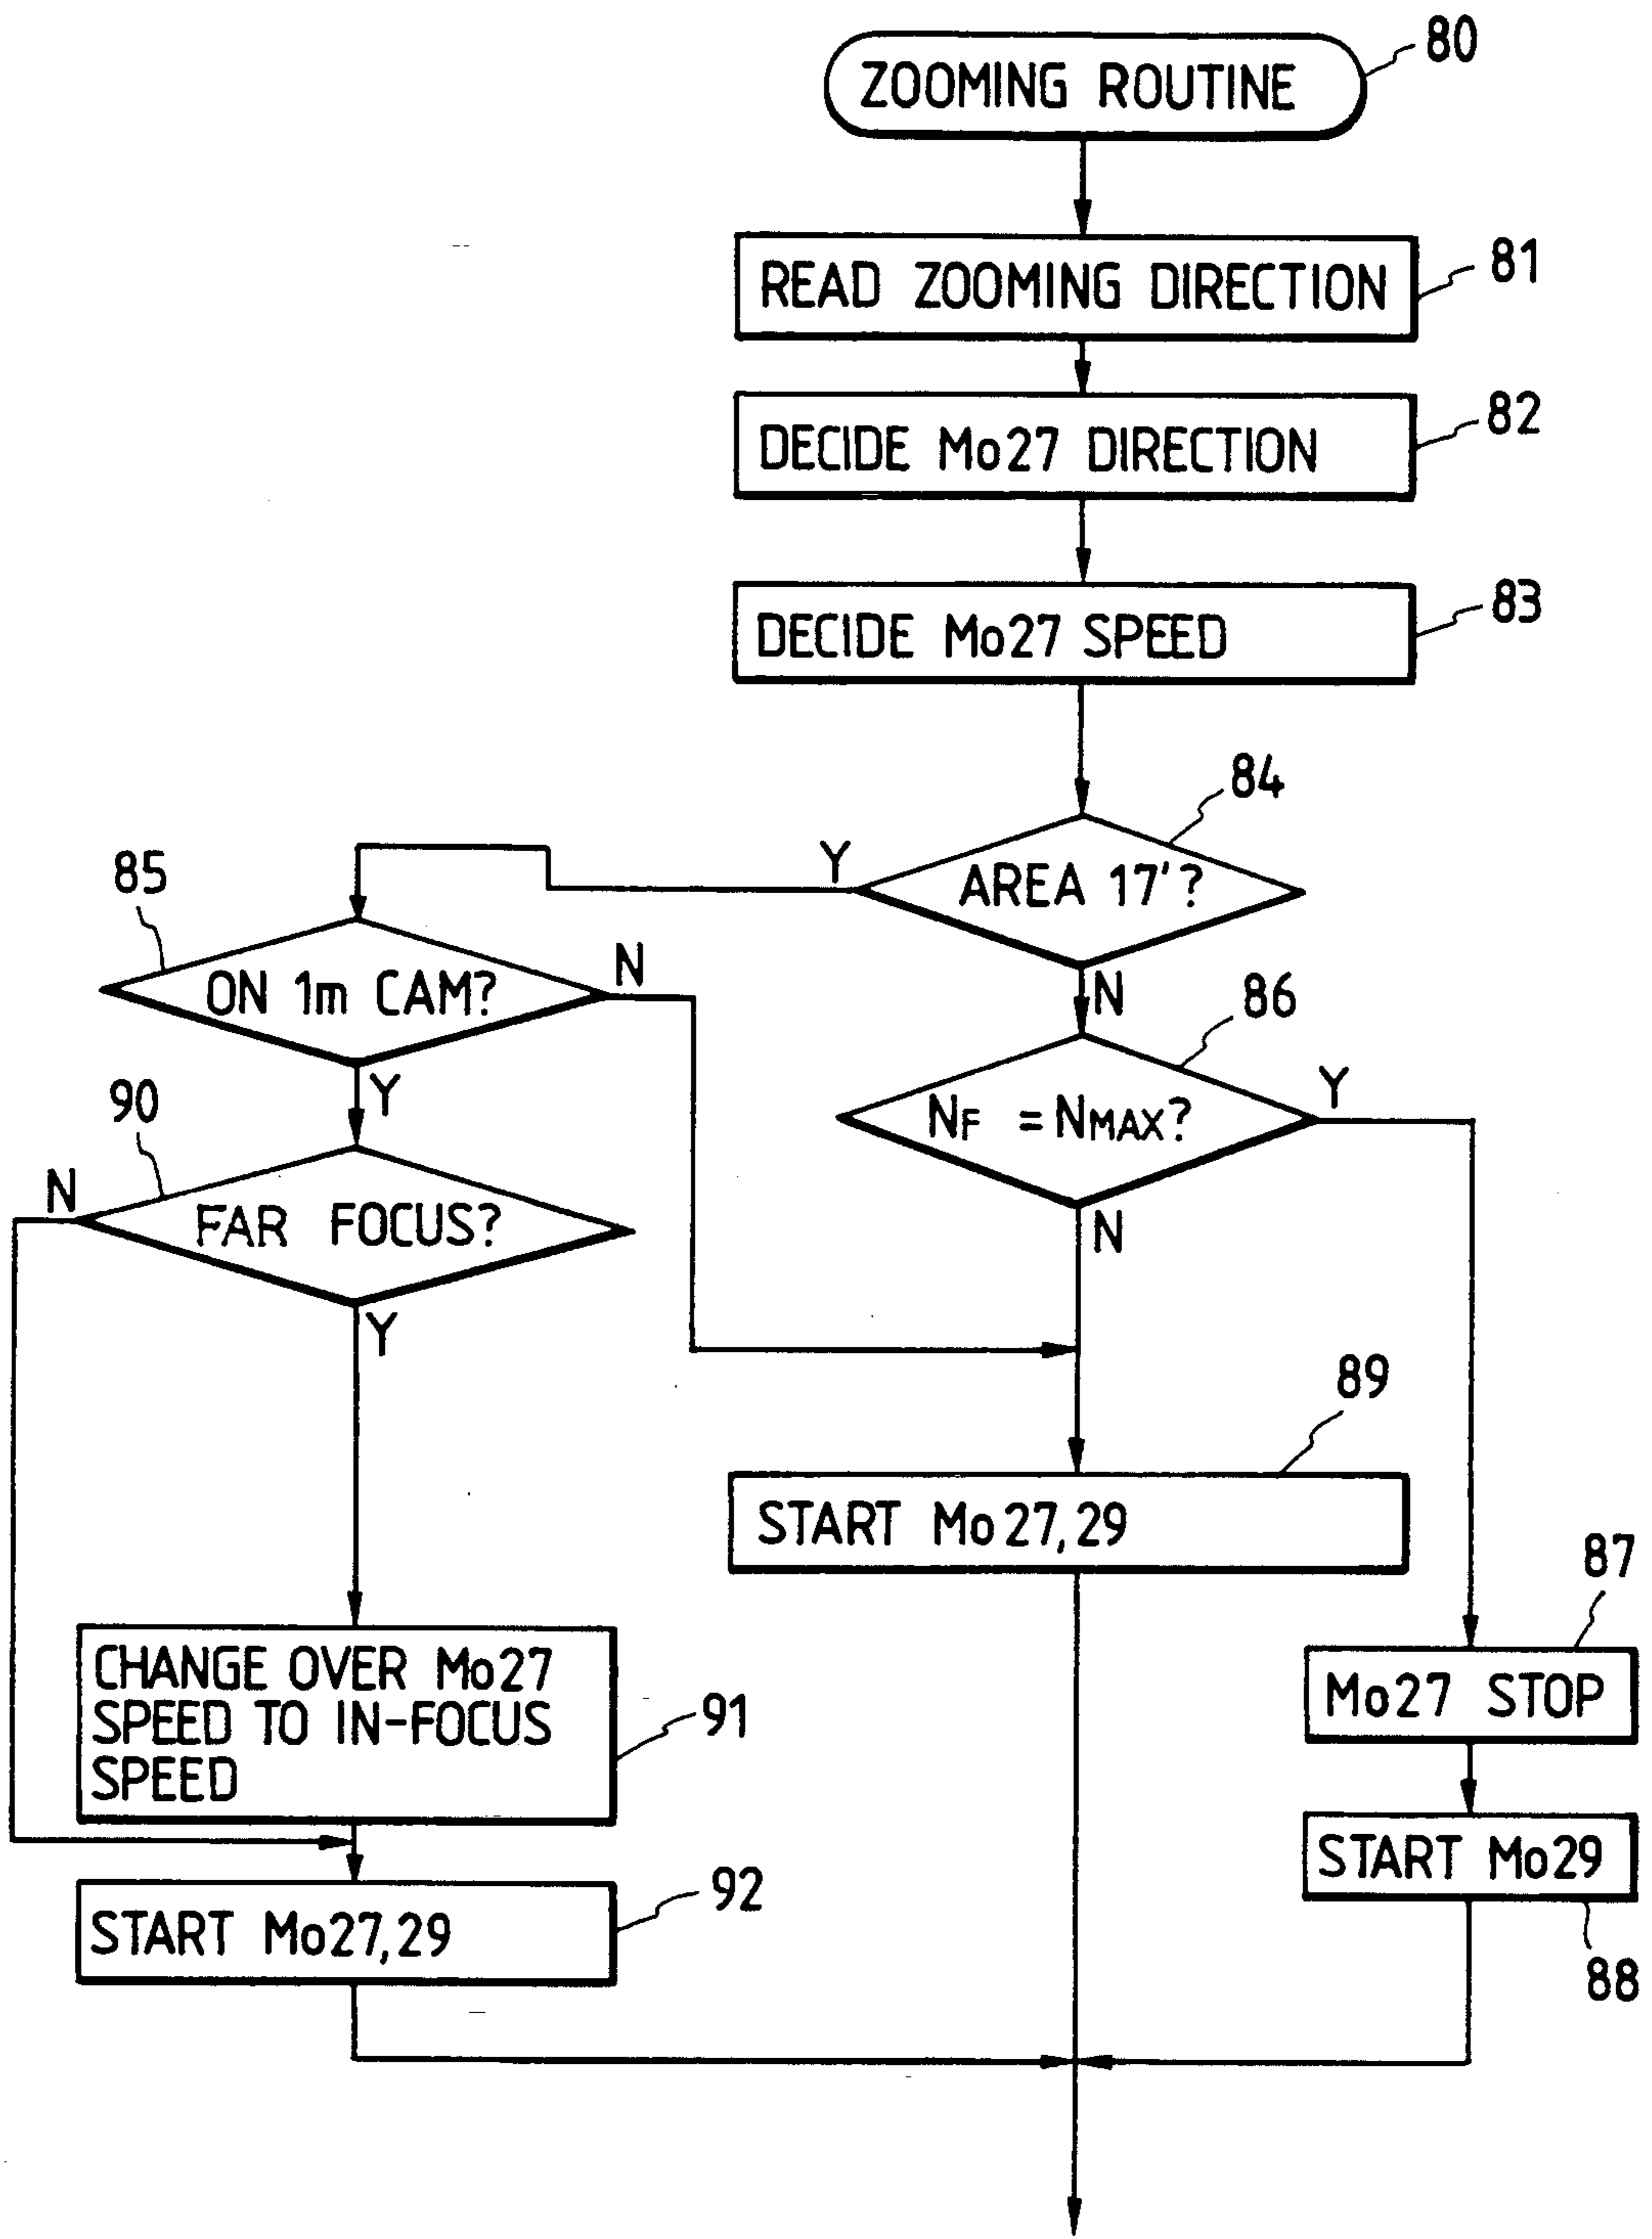 ZOOMING ROUTINE
80
READ ZOOMING DIRECTION
81
DECIDE Mo27 DIRECTION
82
DECIDE Mo27 SPEED
83
84
AREA 17'?
Y
N
85
ON 1m CAM?
N
Y
86
NF = NMAX?
Y
N
90
N
FAR FOCUS?
Y
89
START Mo27,29
87
Mo27 STOP
CHANGE OVER Mo27
SPEED TO IN-FOCUS
SPEED
91
START Mo29
88
START Mo27,29
92